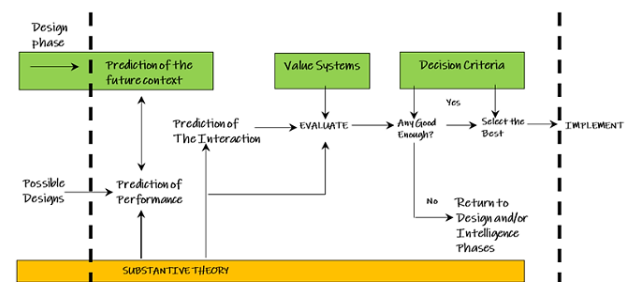 Design
phase
Prediction of the
future context
Value Systems
Decision Criteria
Yes
Prediction of
The Interaction
EVALUATE
Any Good
Enough?
Select the
Best
IMPLEMENT
Possible
Designs
Prediction of
Performance
No
Return to
Design and/or
Intelligence
Phases
SUBSTANTIVE THEORY